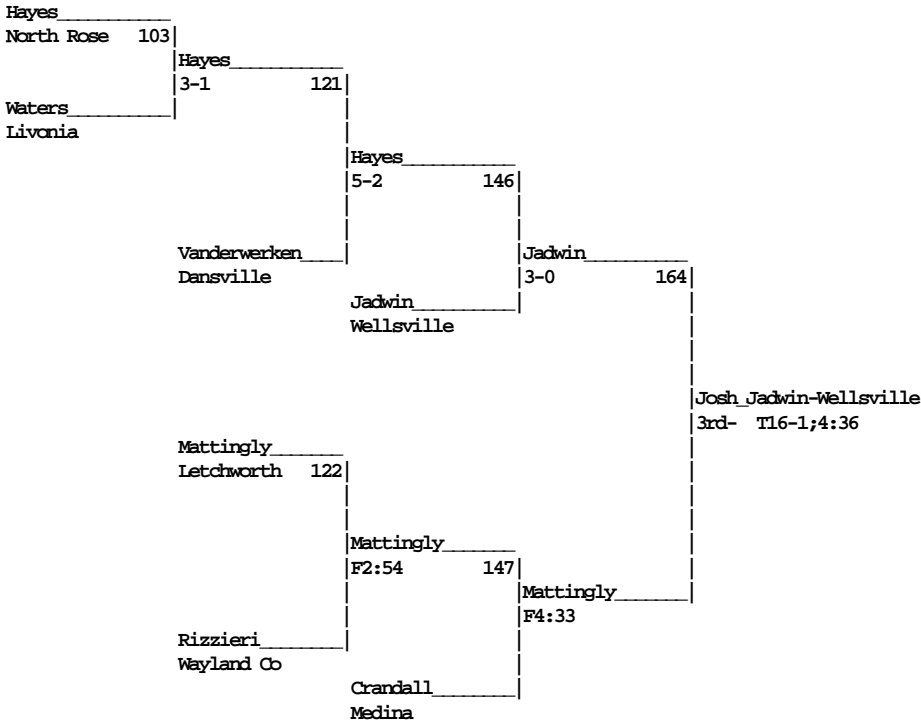 Hayes
North Rose 103
Hayes
3-1 121
Waters
Livonia
Hayes
5-2 146
Vanderwerken Jadwin
Dansville 3-0 164
Jadwin
Wellsville
Josh_Jadwin-Wellsville
3rd- T16-1;4:36
Mattingly
Letchworth 122
Mattingly
F2:54 147
Mattingly
F4:33
Rizzieri
Wayland Co
Crandall
Medina